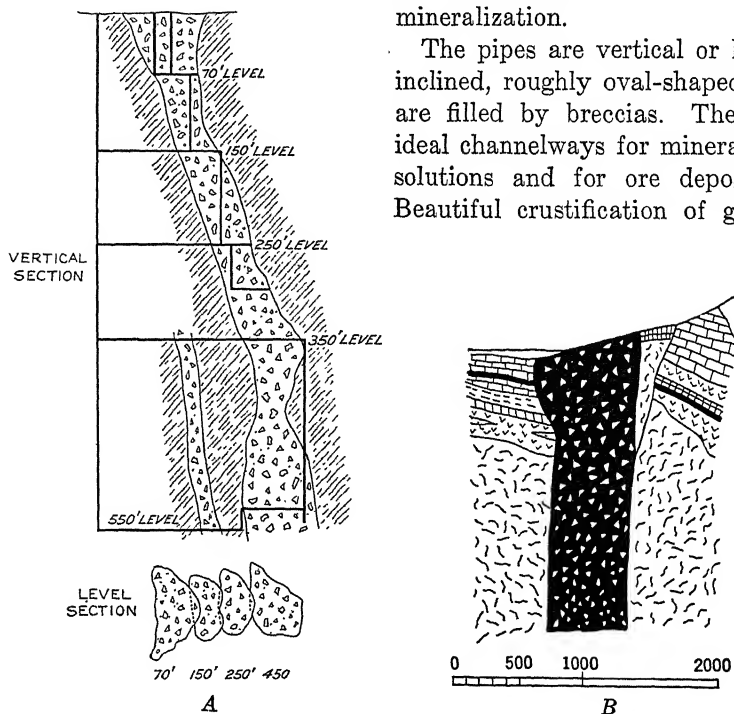 mineralization.
The pipes are vertical or
inclined, roughly oval-shaped
are filled by breccias. The
ideal channelways for minera
solutions and for ore depos
Beautiful crustification of g
70' LEVEL
150' LEVEL
250' LEVEL
VERTICAL
SECTION
350' LEVEL
550' LEVEL
LEVEL
SECTION
70' 150' 250' 450
A
0 500 1000 2000
B